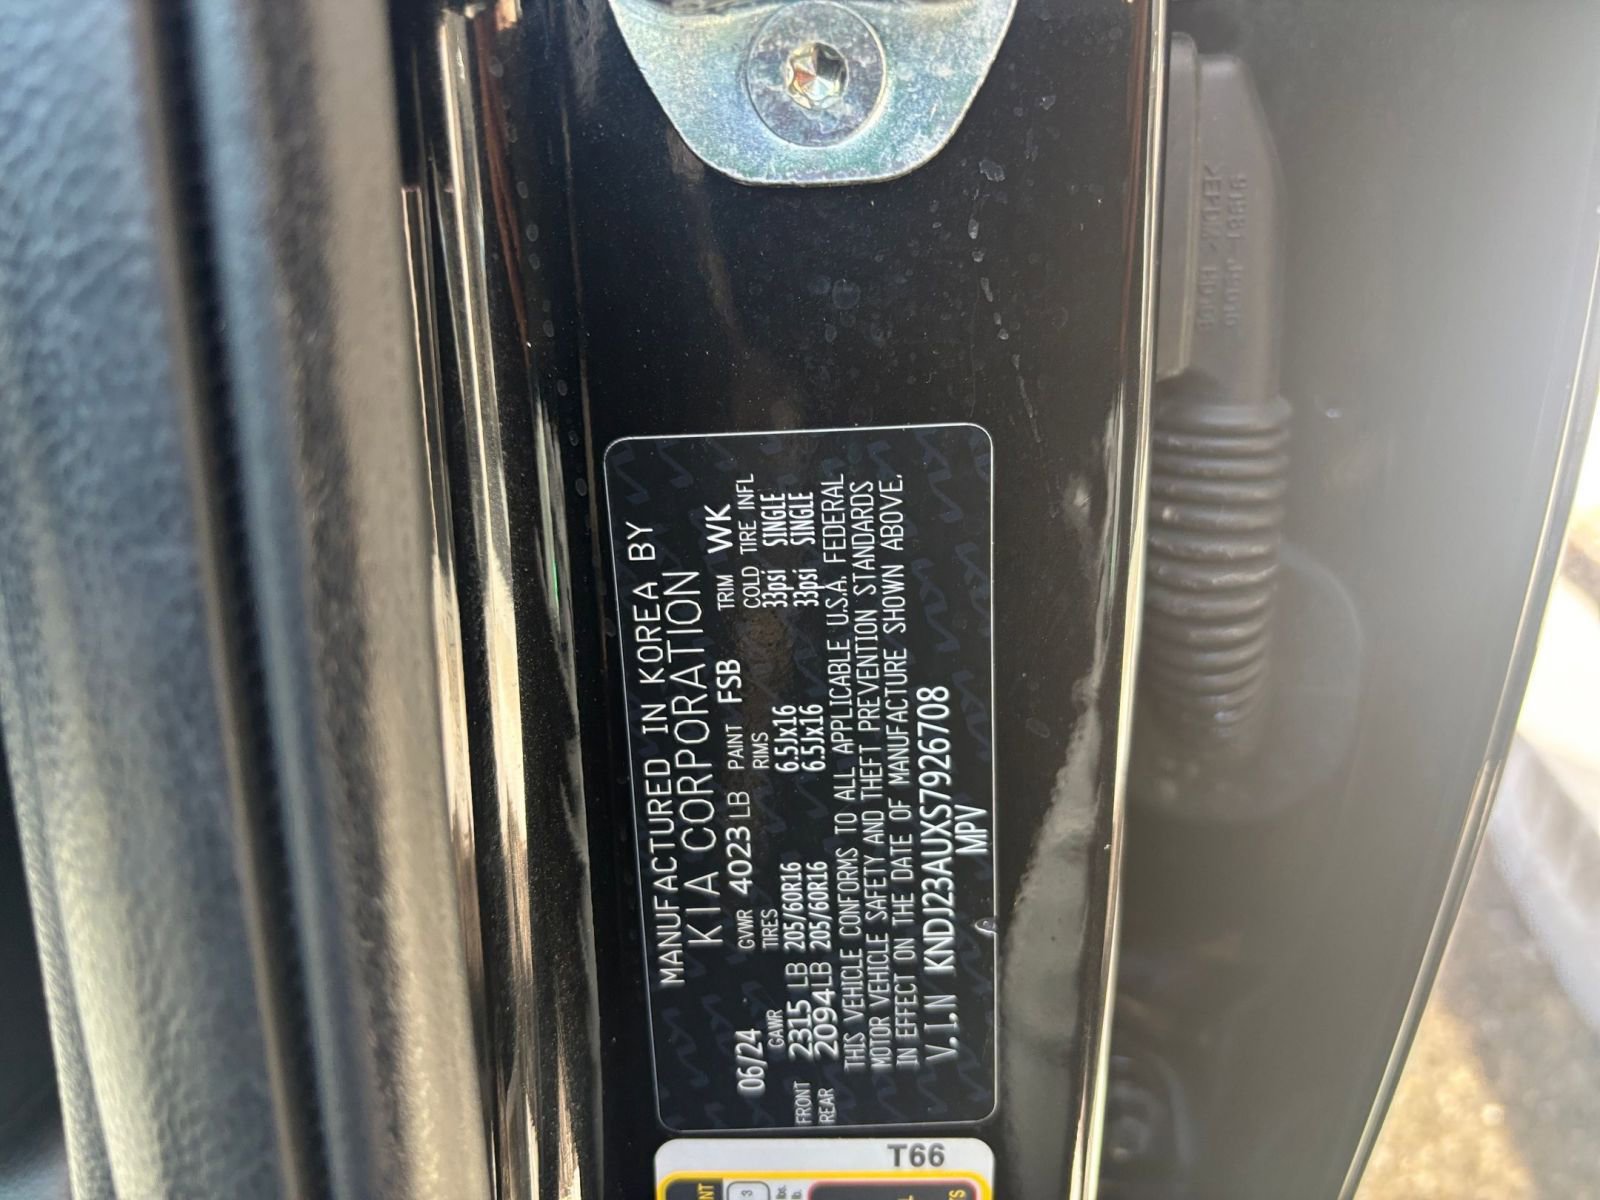 MANUFACTURED IN KOREA BY
KIA CORPORATION
06/24 GVWR 4023 LB PAINT FSB TRIM WK
GAWR TIRES RIMS COLD TIRE INFL
FRONT 2315 LB 205/60R16 6.5Jx16 33psi SINGLE
REAR 2094LB 205/60R16 6.5Jx16 33psi SINGLE
THIS VEHICLE CONFORMS TO ALL APPLICABLE U.S.A. FEDERAL
MOTOR VEHICLE SAFETY AND THEFT PREVENTION STANDARDS
IN EFFECT ON THE DATE OF MANUFACTURE SHOWN ABOVE.
V.I.N KNDJ23AUXS7926708
MPV
T66